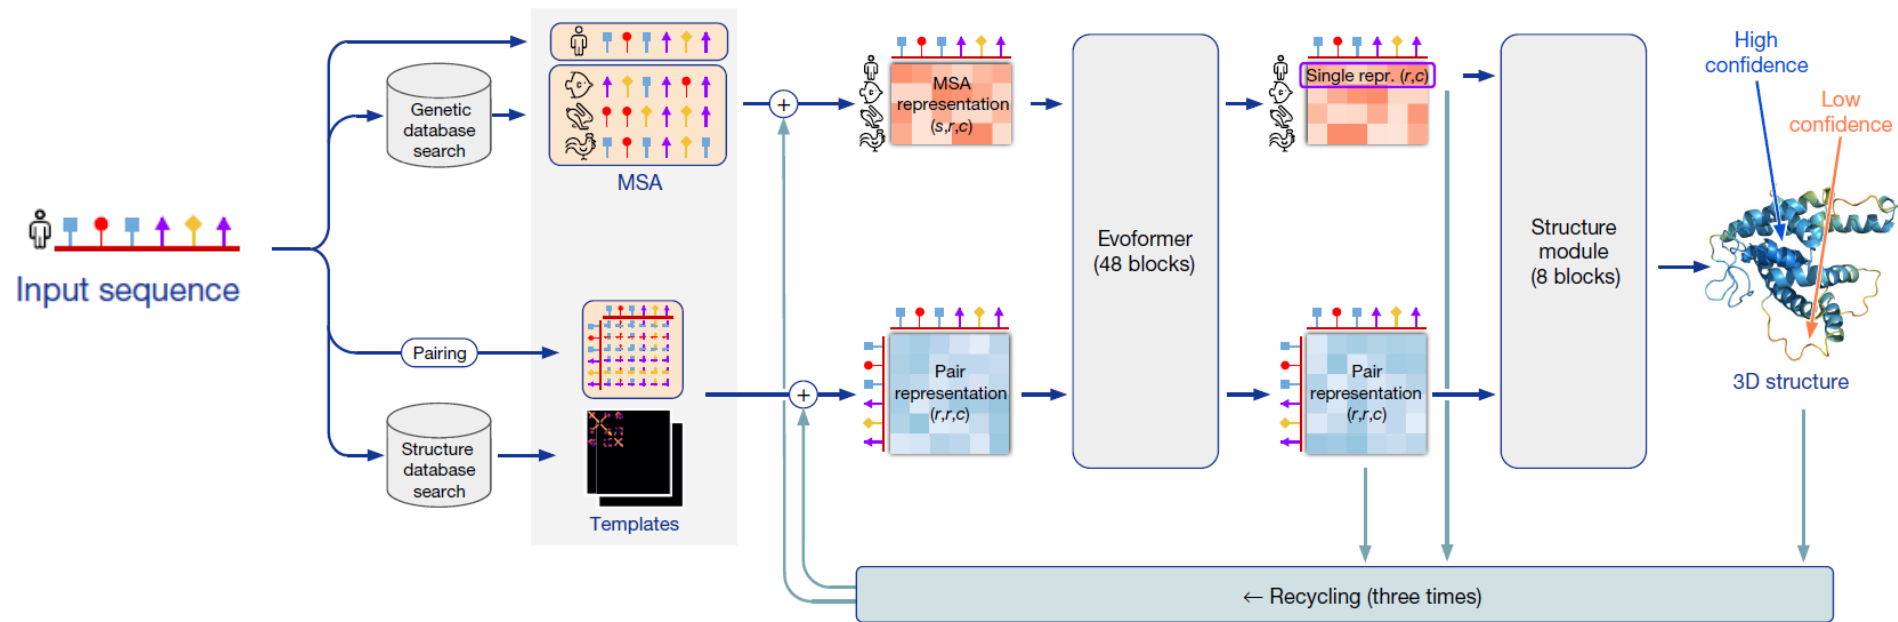 Input sequence
Genetic
database
search
MSA
Pairing
Structure
database
search
Templates
+
+
MSA
representation
(s,r,c)
Pair
representation
(r,r,c)
Evoformer
(48 blocks)
Single repr. (r,c)
Pair
representation
(r,r,c)
Structure
module
(8 blocks)
High
confidence
Low
confidence
3D structure
← Recycling (three times)